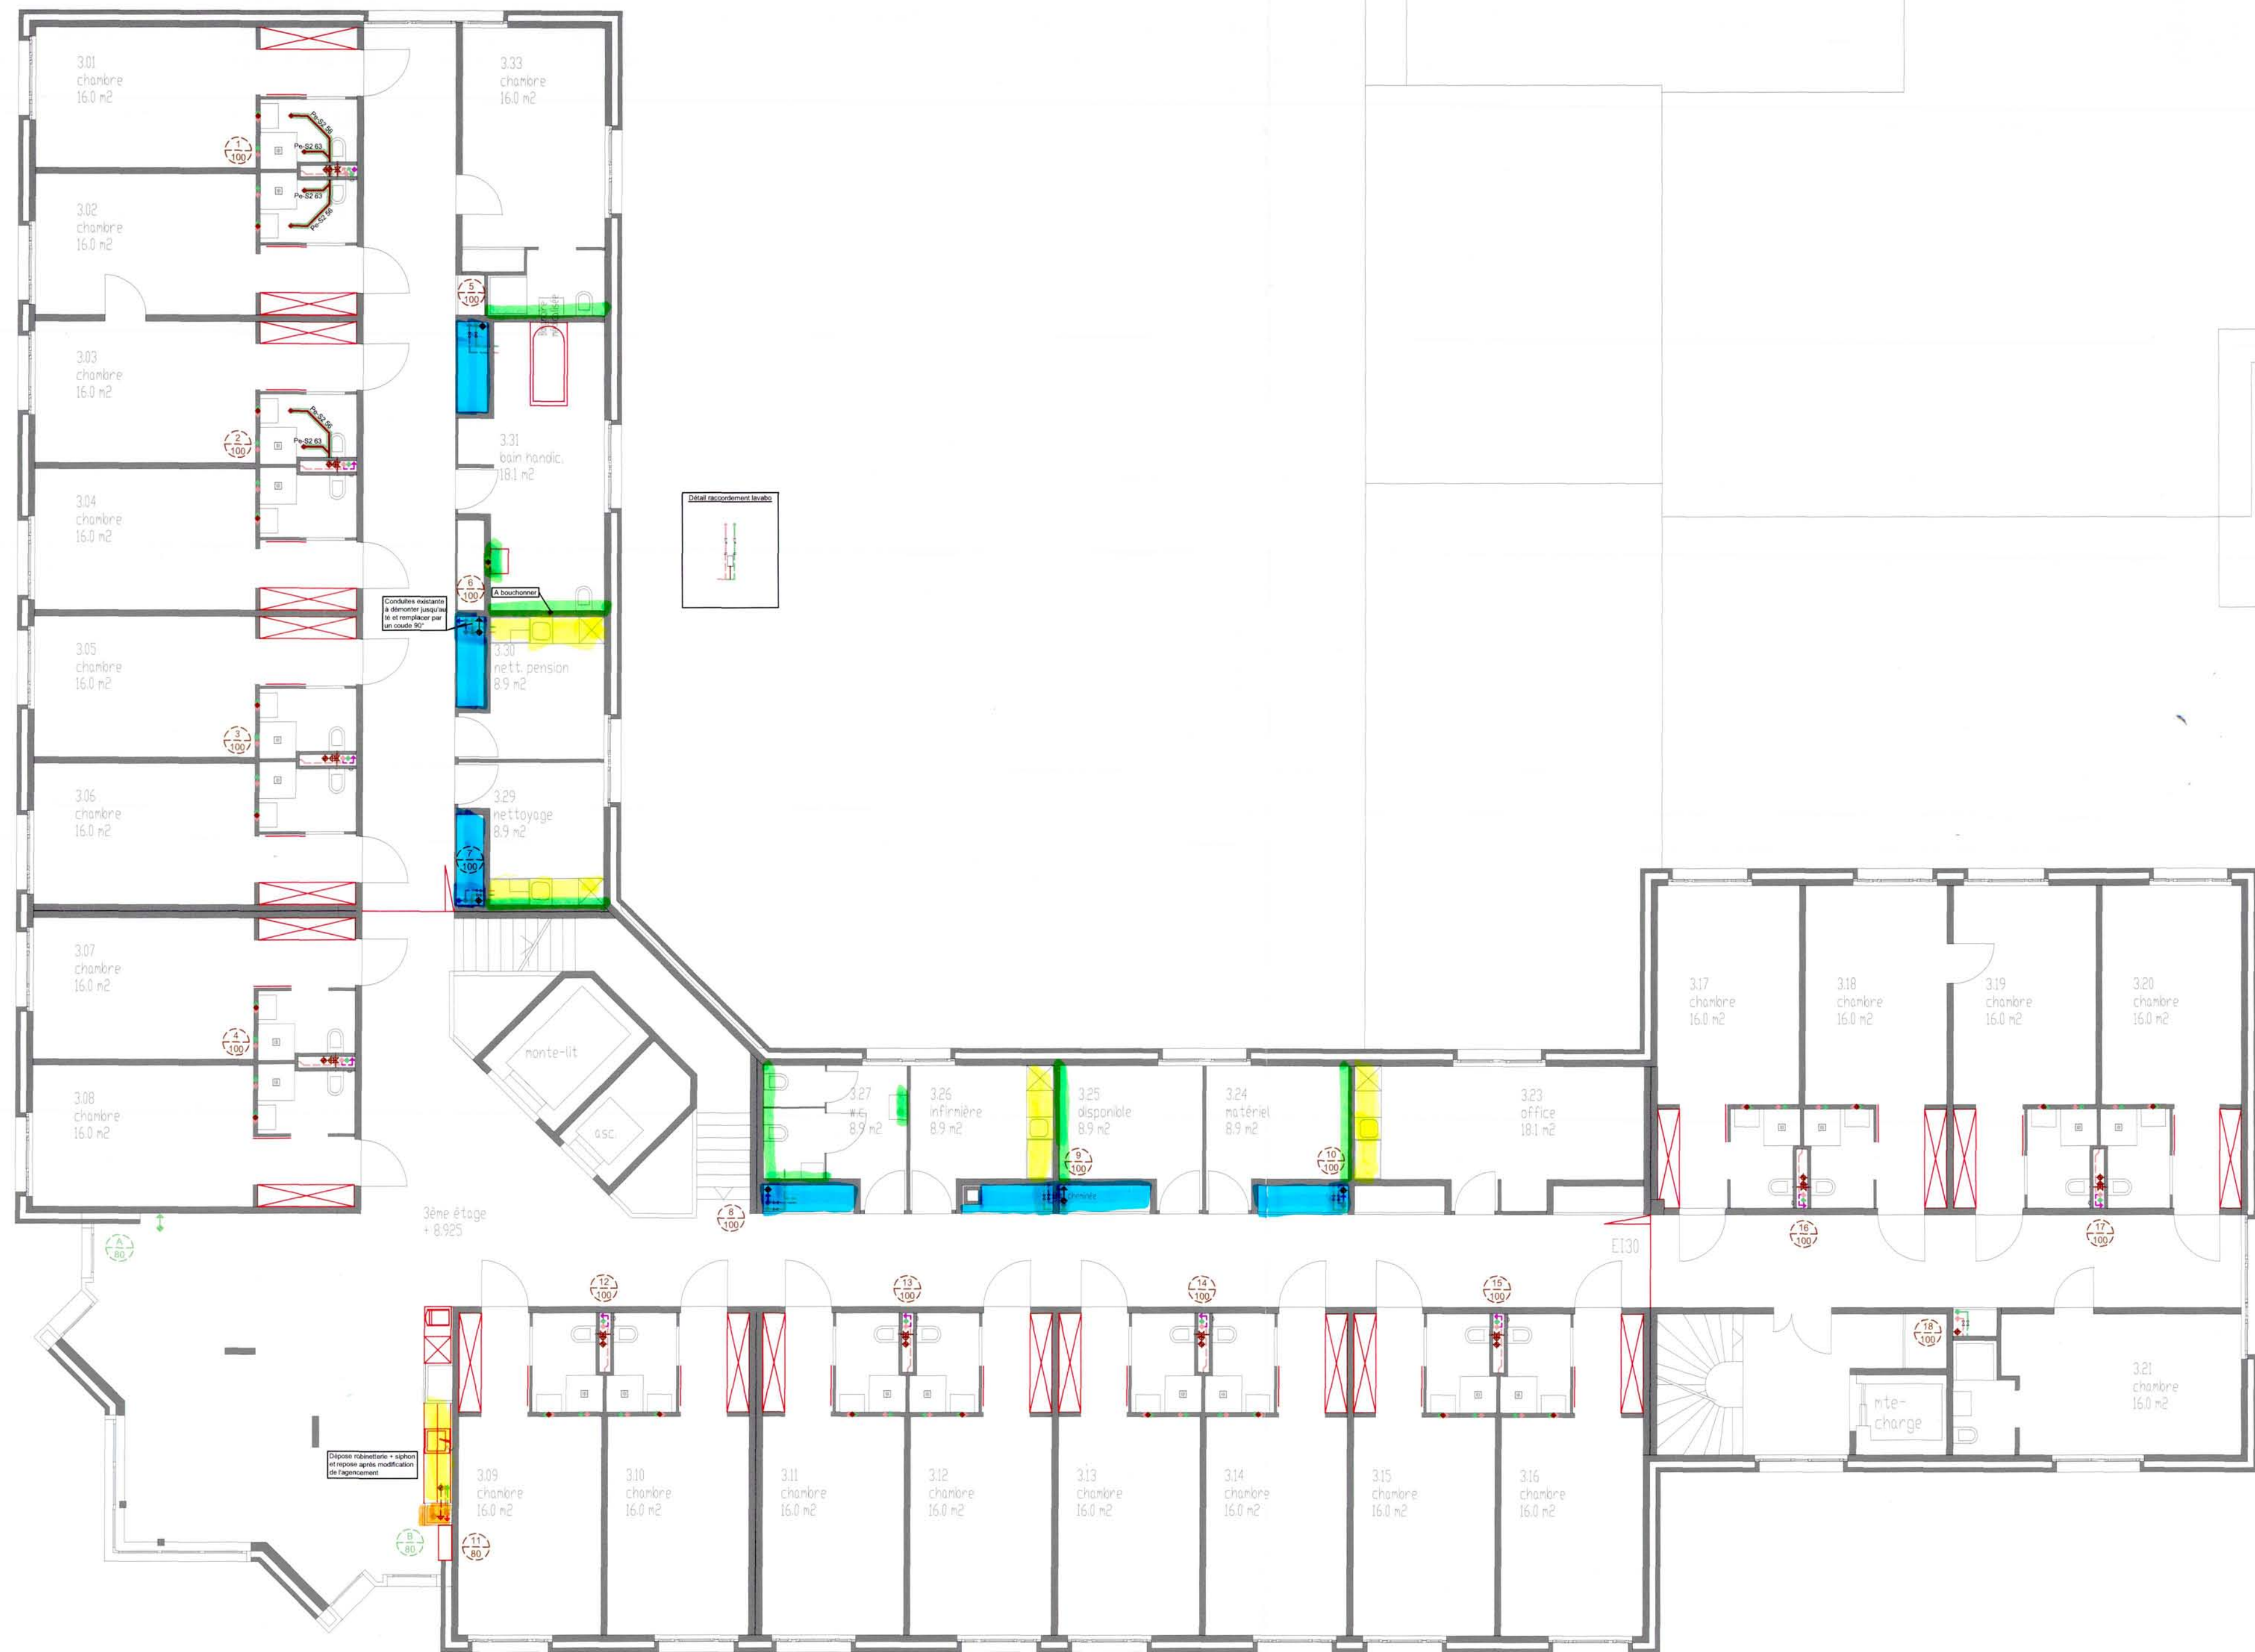 3.01
chambre
16.0 m2
3.33
chambre
16.0 m2
Pe-S2 56
Pe-S2 63
1
100
Pe-S2 63
Pe-S2 56
3.02
chambre
16.0 m2
5
100
3.03
chambre
16.0 m2
Pe-S2 56
Pe-S2 63
2
100
3.31
bain handic.
18.1 m2
3.04
chambre
16.0 m2
Détail raccordement lavabo
6
100
A bouchonner
Conduites existante
à démonter jusqu'au
té et remplacer par
un coude 90°
3.05
chambre
16.0 m2
3.30
nett. pension
8.9 m2
3
100
3.06
chambre
16.0 m2
3.29
nettoyage
8.9 m2
7
100
3.07
chambre
16.0 m2
4
100
3.08
chambre
16.0 m2
monte-lit
asc.
3.27
w.c.
8.9 m2
3.26
infirmière
8.9 m2
3.25
disponible
8.9 m2
3.24
matériel
8.9 m2
3.23
office
18.1 m2
3.17
chambre
16.0 m2
3.18
chambre
16.0 m2
3.19
chambre
16.0 m2
3.20
chambre
16.0 m2
9
100
10
100
cheminée
8
100
3ème étage
+ 8.925
A
80
EI30
16
100
17
100
12
100
13
100
14
100
15
100
18
100
mte-
charge
3.21
chambre
16.0 m2
Dépose robinetterie + siphon
et repose après modification
de l'agencement
B
80
11
80
3.09
chambre
16.0 m2
3.10
chambre
16.0 m2
3.11
chambre
16.0 m2
3.12
chambre
16.0 m2
3.13
chambre
16.0 m2
3.14
chambre
16.0 m2
3.15
chambre
16.0 m2
3.16
chambre
16.0 m2